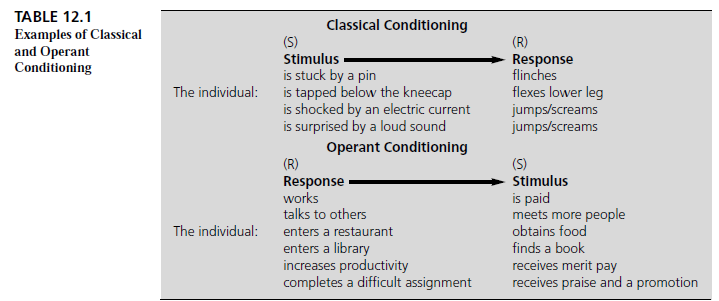 TABLE 12.1
Examples of Classical
and Operant
Conditioning
Classical Conditioning
(S) (R)
Stimulus Response
is stuck by a pin flinches
The individual: is tapped below the kneecap flexes lower leg
is shocked by an electric current jumps/screams
is surprised by a loud sound jumps/screams
Operant Conditioning
(R) (S)
Response Stimulus
works is paid
talks to others meets more people
The individual: enters a restaurant obtains food
enters a library finds a book
increases productivity receives merit pay
completes a difficult assignment receives praise and a promotion